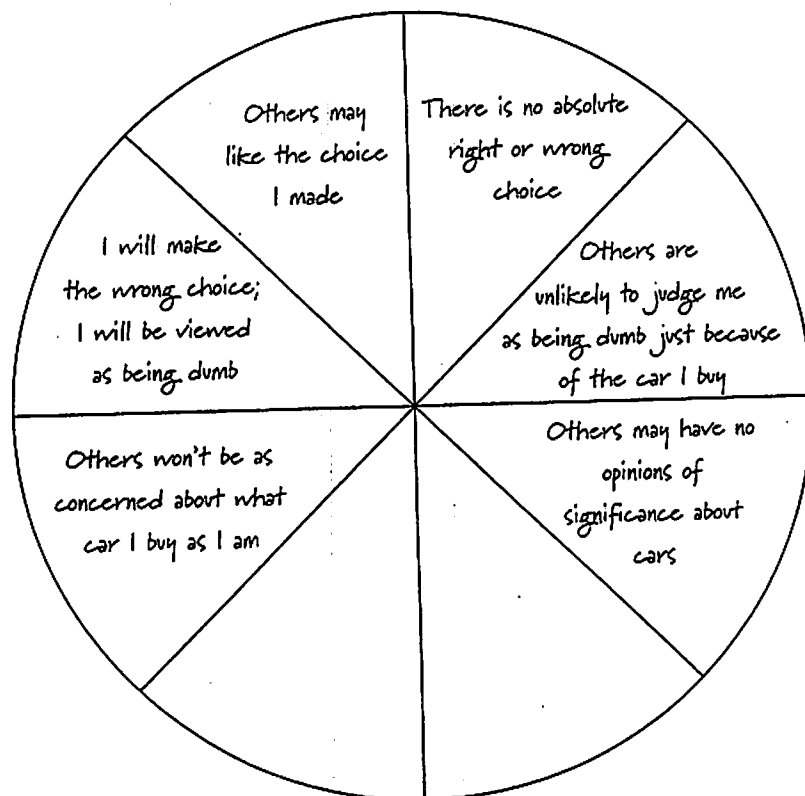 Others may
like the choice
I made
There is no absolute
right or wrong
choice
Others are
unlikely to judge me
as being dumb just because
of the car I buy
Others may have no
opinions of
significance about
cars
Others won't be as
concerned about what
car I buy as I am
I will make
the wrong choice;
I will be viewed
as being dumb